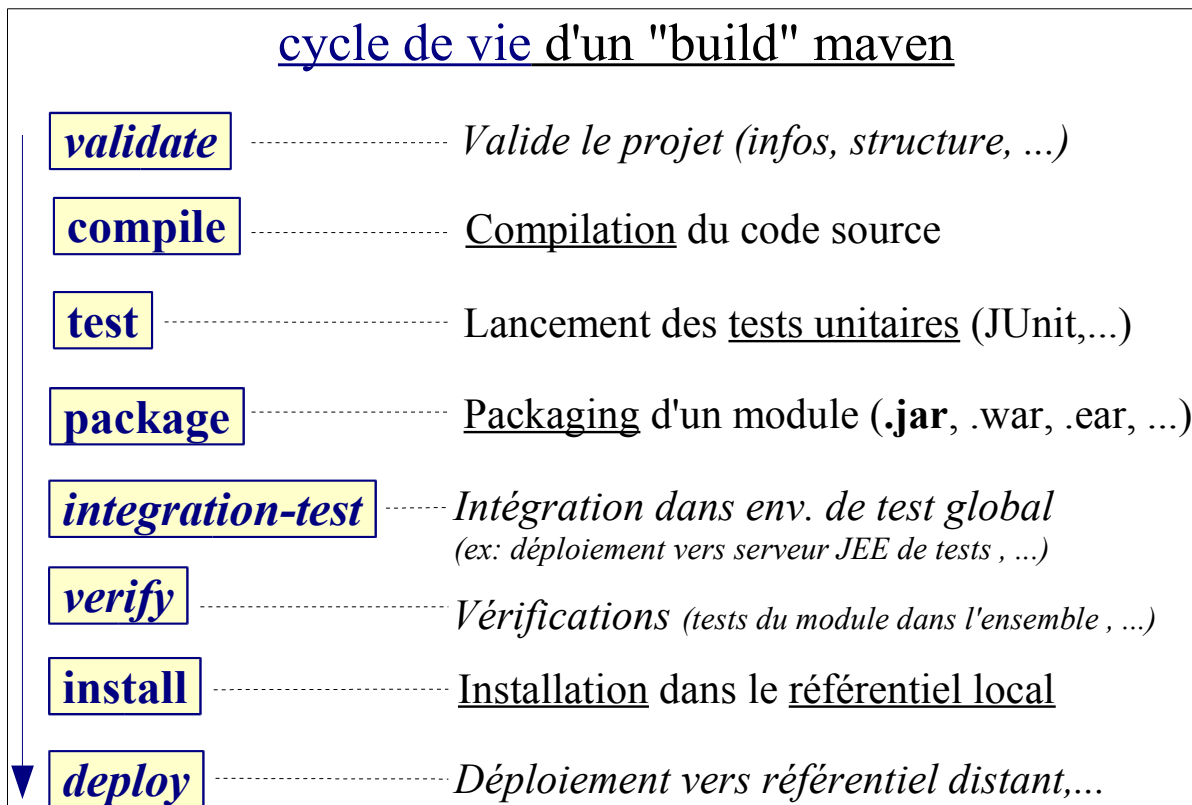 cycle de vie d'un "build" maven
validate Valide le projet (infos, structure, ...)
compile Compilation du code source
test Lancement des tests unitaires (JUnit,...)
package Packaging d'un module (.jar, .war, .ear, ...)
integration-test Intégration dans env. de test global
(ex: déploiement vers serveur JEE de tests , ...)
verify Vérifications (tests du module dans l'ensemble , ...)
install Installation dans le référentiel local
deploy Déploiement vers référentiel distant,...